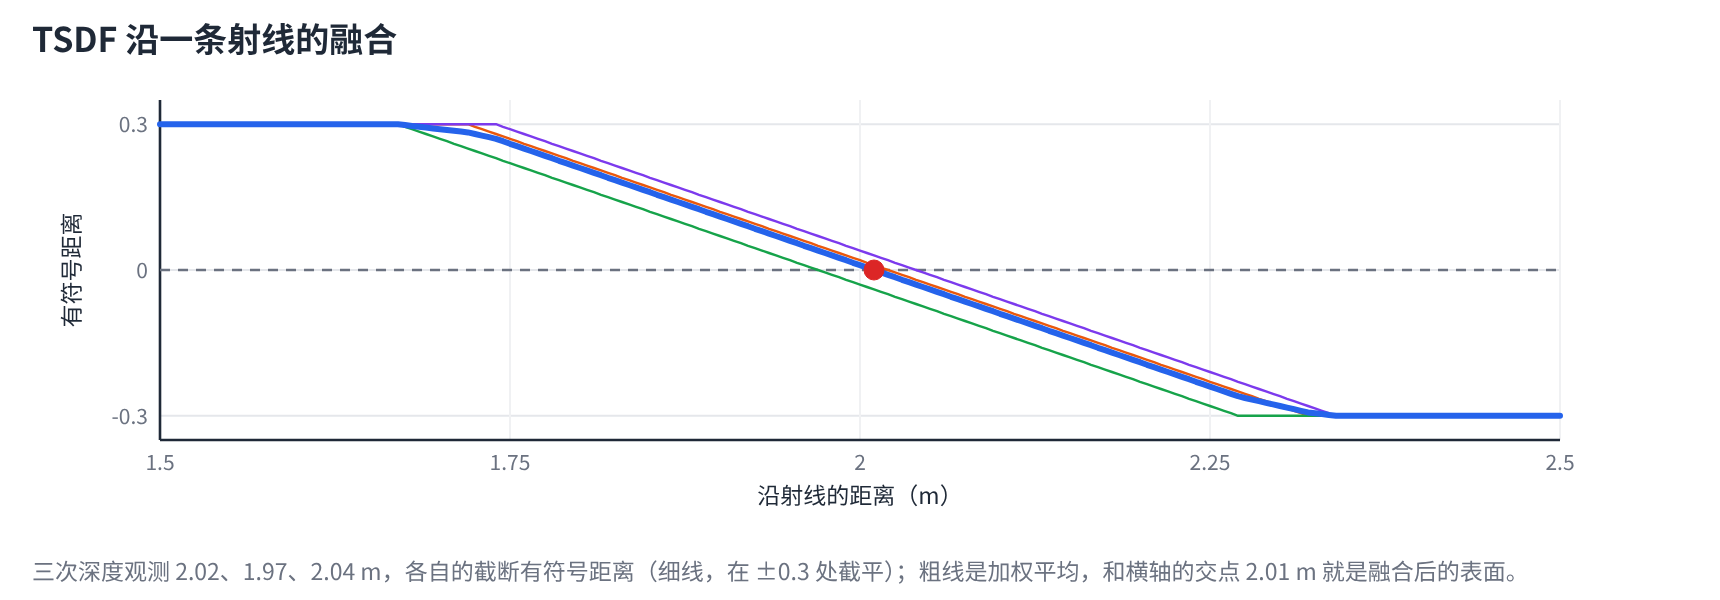 TSDF 沿一条射线的融合
0.3
0
-0.3
有符号距离
1.5 1.75 2 2.25 2.5
沿射线的距离（m）
三次深度观测 2.02、1.97、2.04 m，各自的截断有符号距离（细线，在 ±0.3 处截平）；粗线是加权平均，和横轴的交点 2.01 m 就是融合后的表面。